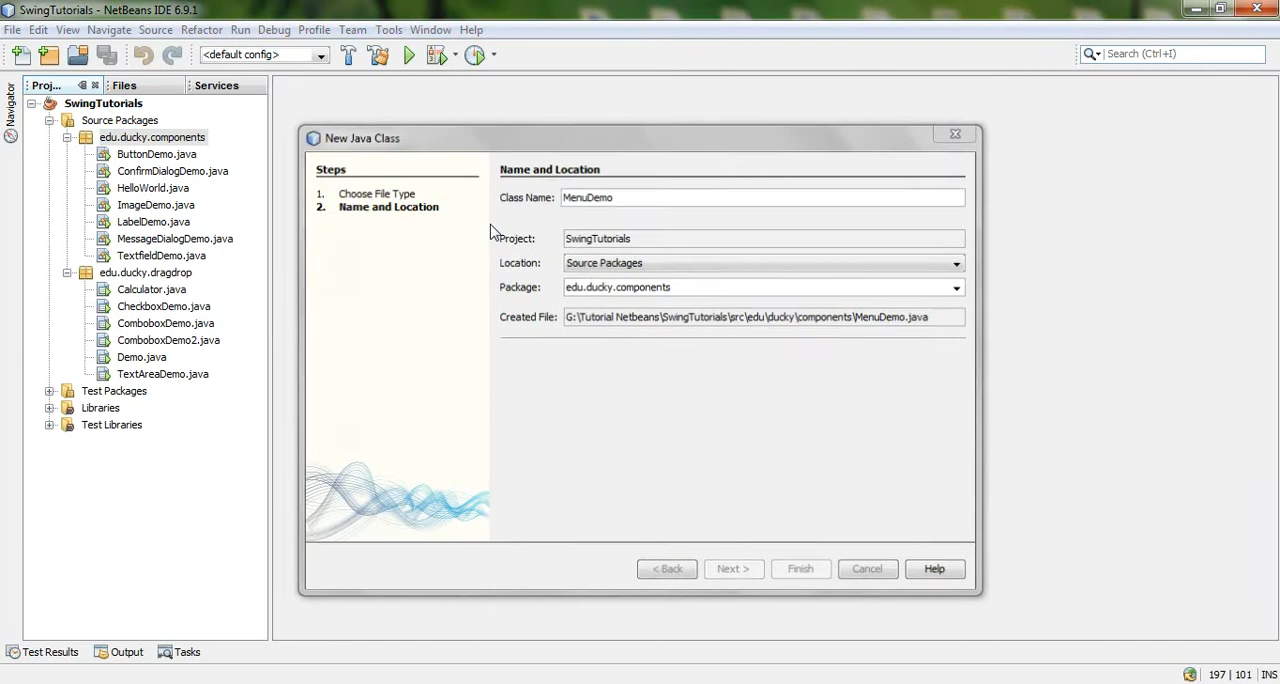 SwingTutorials - NetBeans IDE 6.9.1
File Edit View Navigate Source Refactor Run Debug Profile Team Tools Window Help
<default config>
Search (Ctrl+I)
Navigator
Proj... Files Services
SwingTutorials
Source Packages
edu.ducky.components
ButtonDemo.java
ConfirmDialogDemo.java
HelloWorld.java
ImageDemo.java
LabelDemo.java
MessageDialogDemo.java
TextfieldDemo.java
edu.ducky.dragdrop
Calculator.java
CheckboxDemo.java
ComboboxDemo.java
ComboboxDemo2.java
Demo.java
TextAreaDemo.java
Test Packages
Libraries
Test Libraries
New Java Class
Steps
1. Choose File Type
2. Name and Location
Name and Location
Class Name: MenuDemo
Project: SwingTutorials
Location: Source Packages
Package: edu.ducky.components
Created File: G:\Tutorial Netbeans\SwingTutorials\src\edu\ducky\components\MenuDemo.java
< Back Next > Finish Cancel Help
Test Results Output Tasks
197 | 101 INS